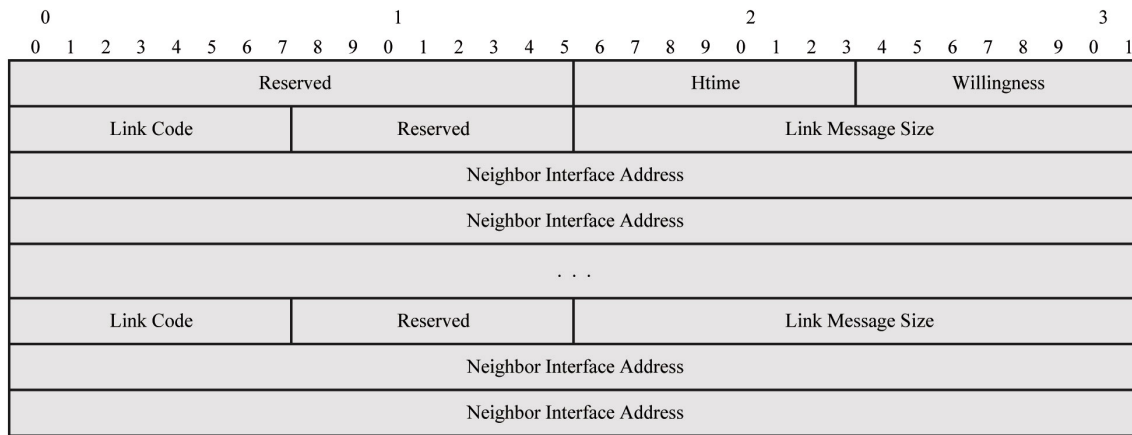 0 1 2 3
0 1 2 3 4 5 6 7 8 9 0 1 2 3 4 5 6 7 8 9 0 1 2 3 4 5 6 7 8 9 0 1
Reserved Htime Willingness
Link Code Reserved Link Message Size
Neighbor Interface Address
Neighbor Interface Address
. . .
Link Code Reserved Link Message Size
Neighbor Interface Address
Neighbor Interface Address